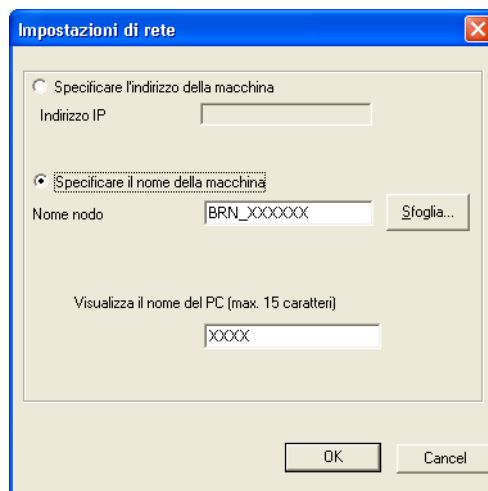 Impostazioni di rete
Specificare l'indirizzo della macchina
Indirizzo IP
Specificare il nome della macchina
Nome nodo
BRN_XXXXXX
Sfoglia...
Visualizza il nome del PC (max. 15 caratteri)
XXXX
OK
Cancel